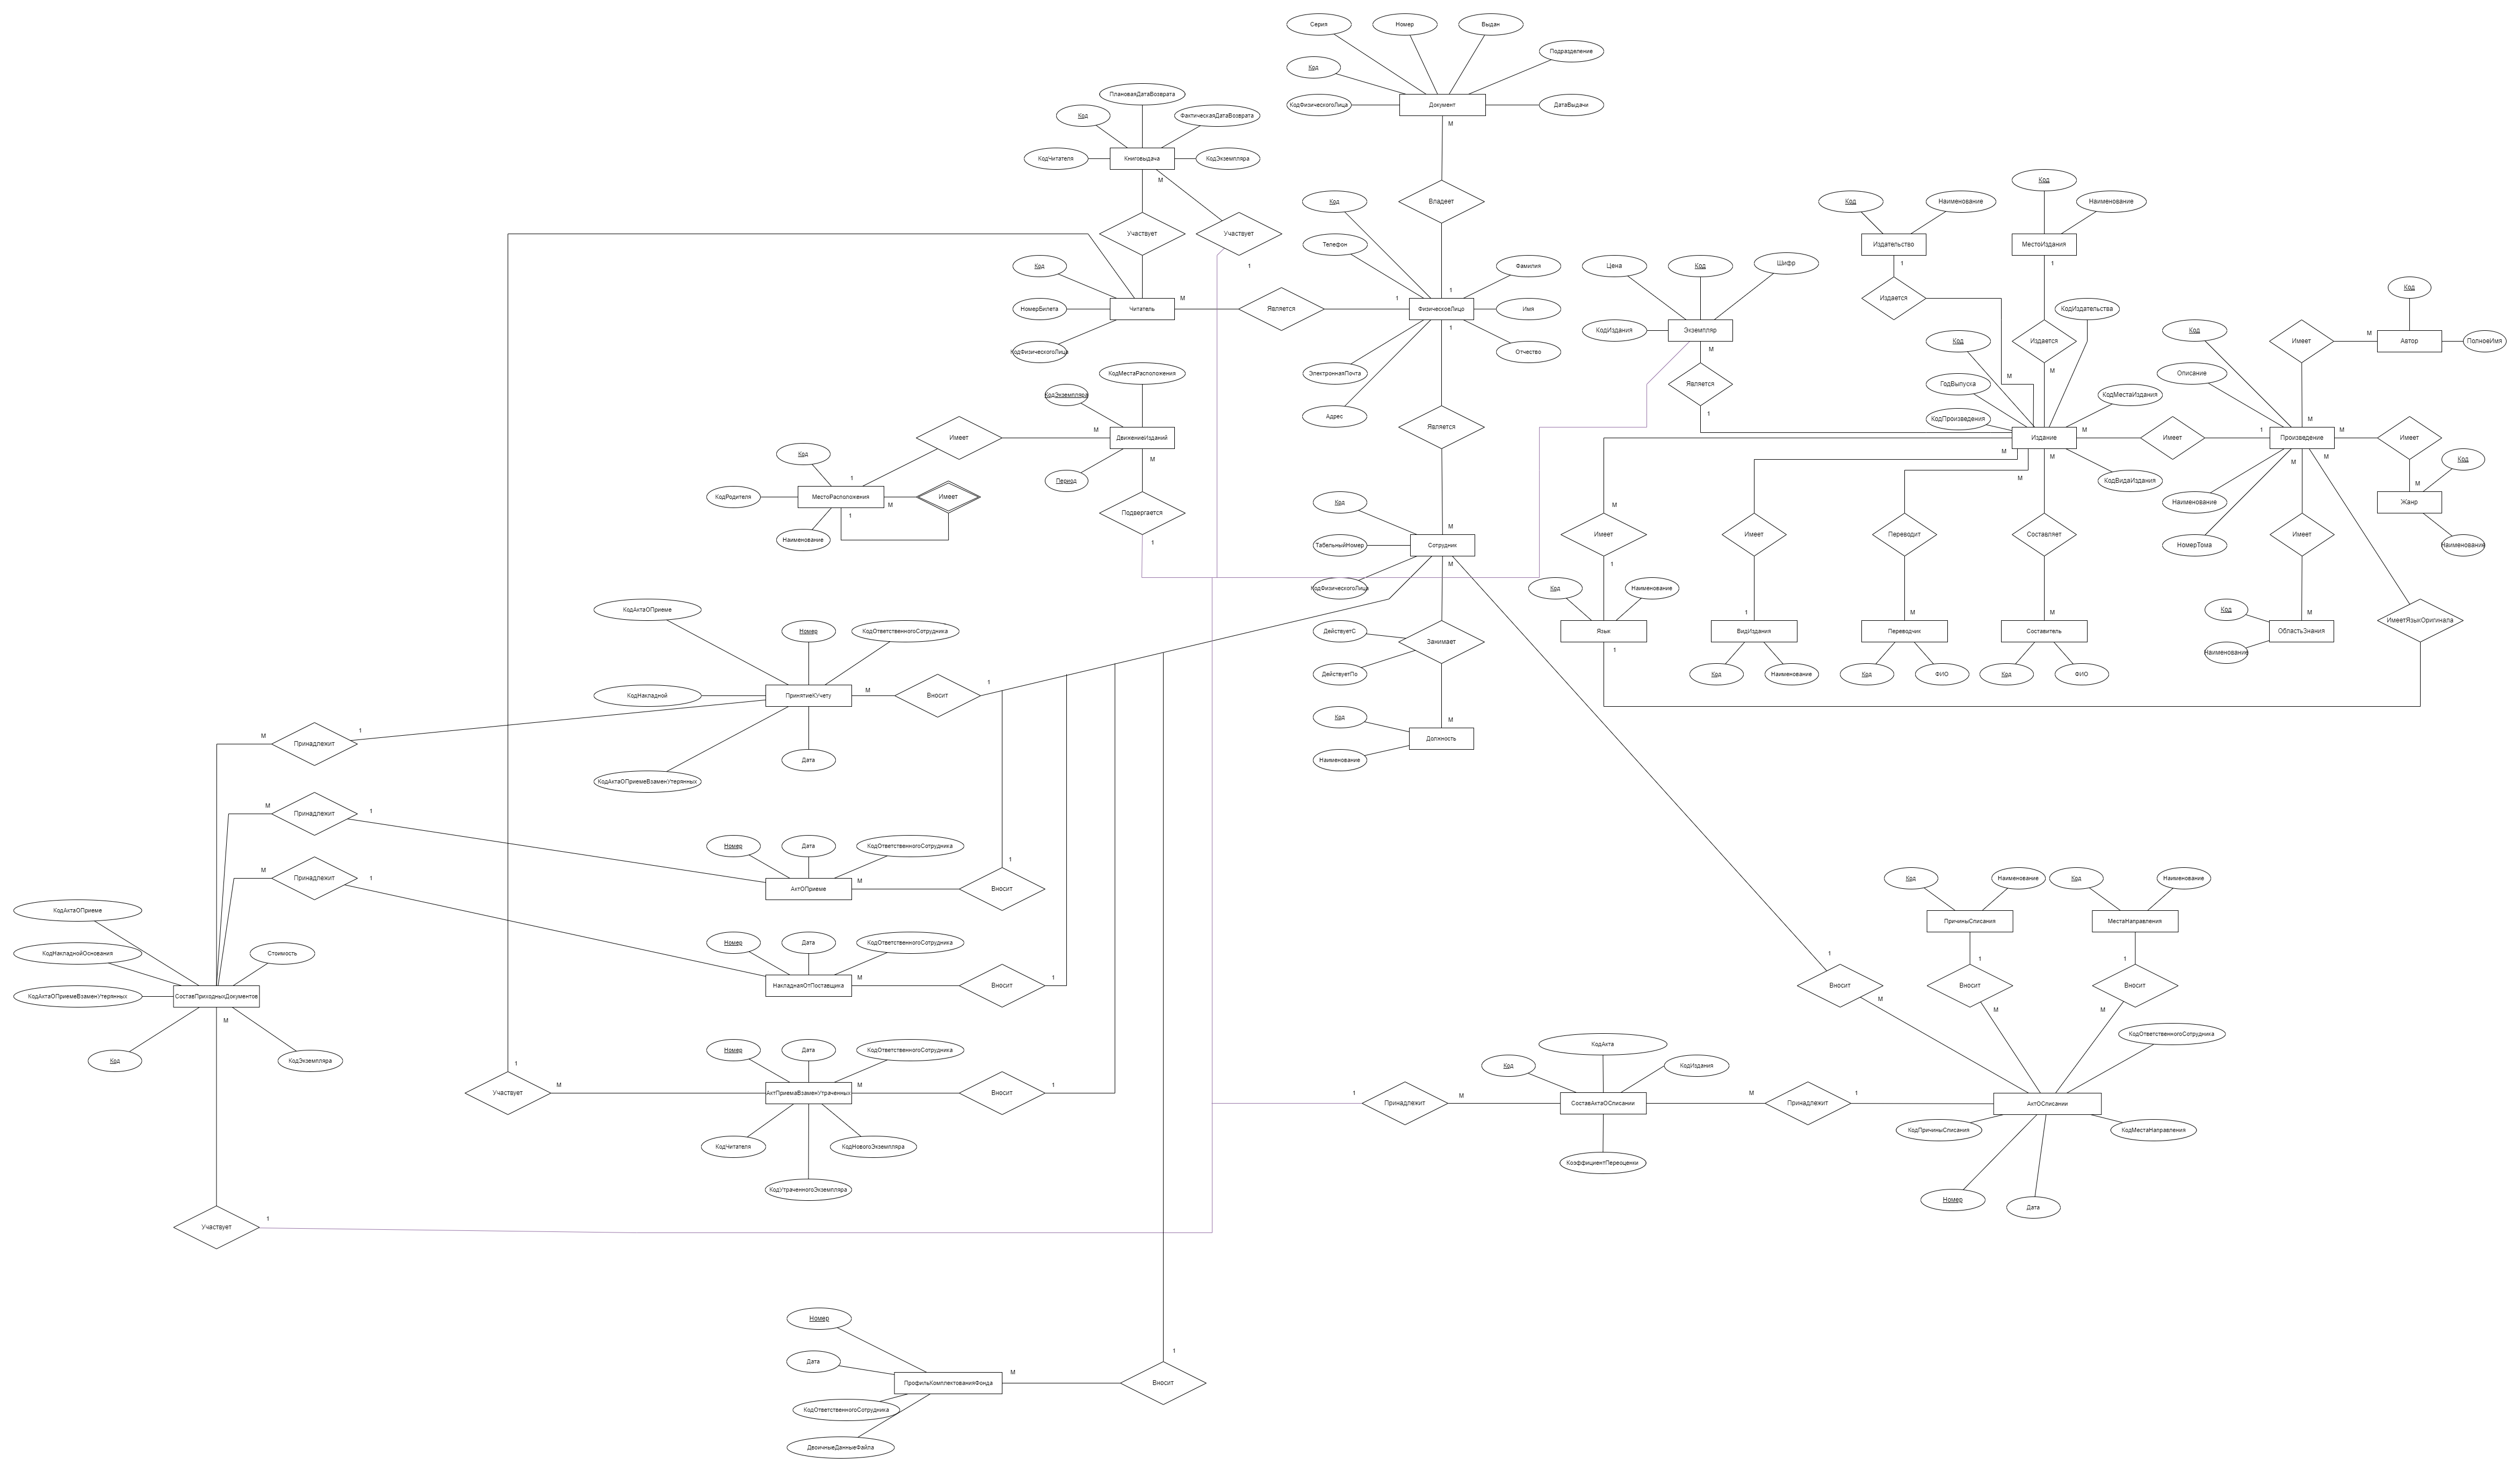 Серия
Номер
Выдан
Подразделение
Код
КодФизическогоЛица
Документ
ДатаВыдачи
М
ПлановаяДатаВозврата
Код
ФактическаяДатаВозврата
КодЧитателя
Книговыдача
КодЭкземпляра
М
Участвует
Участвует
1
Владеет
1
Код
Телефон
Фамилия
Код
НомерБилета
Читатель
М
Является
1
ФизическоеЛицо
Имя
КодФизическогоЛица
1
Отчество
ЭлектроннаяПочта
Адрес
Является
М
Цена
Код
Шифр
КодИздания
Экземпляр
М
Является
1
Код
Наименование
Издательство
1
Издается
М
Код
Наименование
МестоИздания
1
Издается
М
КодИздательства
Код
ГодВыпуска
КодПроизведения
КодМестаИздания
Издание
М
Имеет
1
КодВидаИздания
М
М
М
Код
Описание
Произведение
Наименование
НомерТома
Имеет
М
М
Код
Автор
ПолноеИмя
М
Имеет
М
Код
Жанр
Наименование
М
М
Имеет
М
Код
Наименование
ОбластьЗнания
ИмеетЯзыкОригинала
КодМестаРасположения
КодЭкземпляра
ДвижениеИзданий
М
Имеет
1
Период
М
Подвергается
1
Код
КодРодителя
МестоРасположения
Наименование
М
Имеет
1
Код
ТабельныйНомер
Сотрудник
КодФизическогоЛица
М
ДействуетС
Занимает
ДействуетПо
М
Код
Должность
Наименование
М
Имеет
1
Код
Наименование
Язык
1
Имеет
1
ВидИздания
Код
Наименование
Переводит
М
Переводчик
Код
ФИО
Составляет
М
Составитель
Код
ФИО
КодАктаОПриеме
Номер
КодОтветственногоСотрудника
КодНакладной
ПринятиеКУчету
М
Вносит
1
КодАктаОПриемеВзаменУтерянных
Дата
М
Принадлежит
1
М
Принадлежит
1
М
Принадлежит
1
Номер
Дата
КодОтветственногоСотрудника
АктОПриеме
М
Вносит
1
Номер
Дата
КодОтветственногоСотрудника
НакладнаяОтПоставщика
М
Вносит
1
КодАктаОПриеме
КодНакладнойОснования
Стоимость
КодАктаОПриемеВзаменУтерянных
СоставПриходныхДокументов
М
Код
КодЭкземпляра
1
Участвует
М
Номер
Дата
КодОтветственногоСотрудника
АктПриемаВзаменУтраченных
М
Вносит
1
КодЧитателя
КодНовогоЭкземпляра
КодУтраченногоЭкземпляра
Участвует
1
Код
Наименование
ПричиныСписания
1
Вносит
М
Код
Наименование
МестаНаправления
1
Вносит
М
1
Вносит
М
КодОтветственногоСотрудника
АктОСписании
КодПричиныСписания
КодМестаНаправления
Номер
Дата
1
Принадлежит
М
КодАкта
Код
КодИздания
СоставАктаОСписании
М
Принадлежит
1
КоэффициентПереоценки
Номер
Дата
ПрофильКомплектованияФонда
М
Вносит
1
КодОтветственногоСотрудника
ДвоичныеДанныеФайла